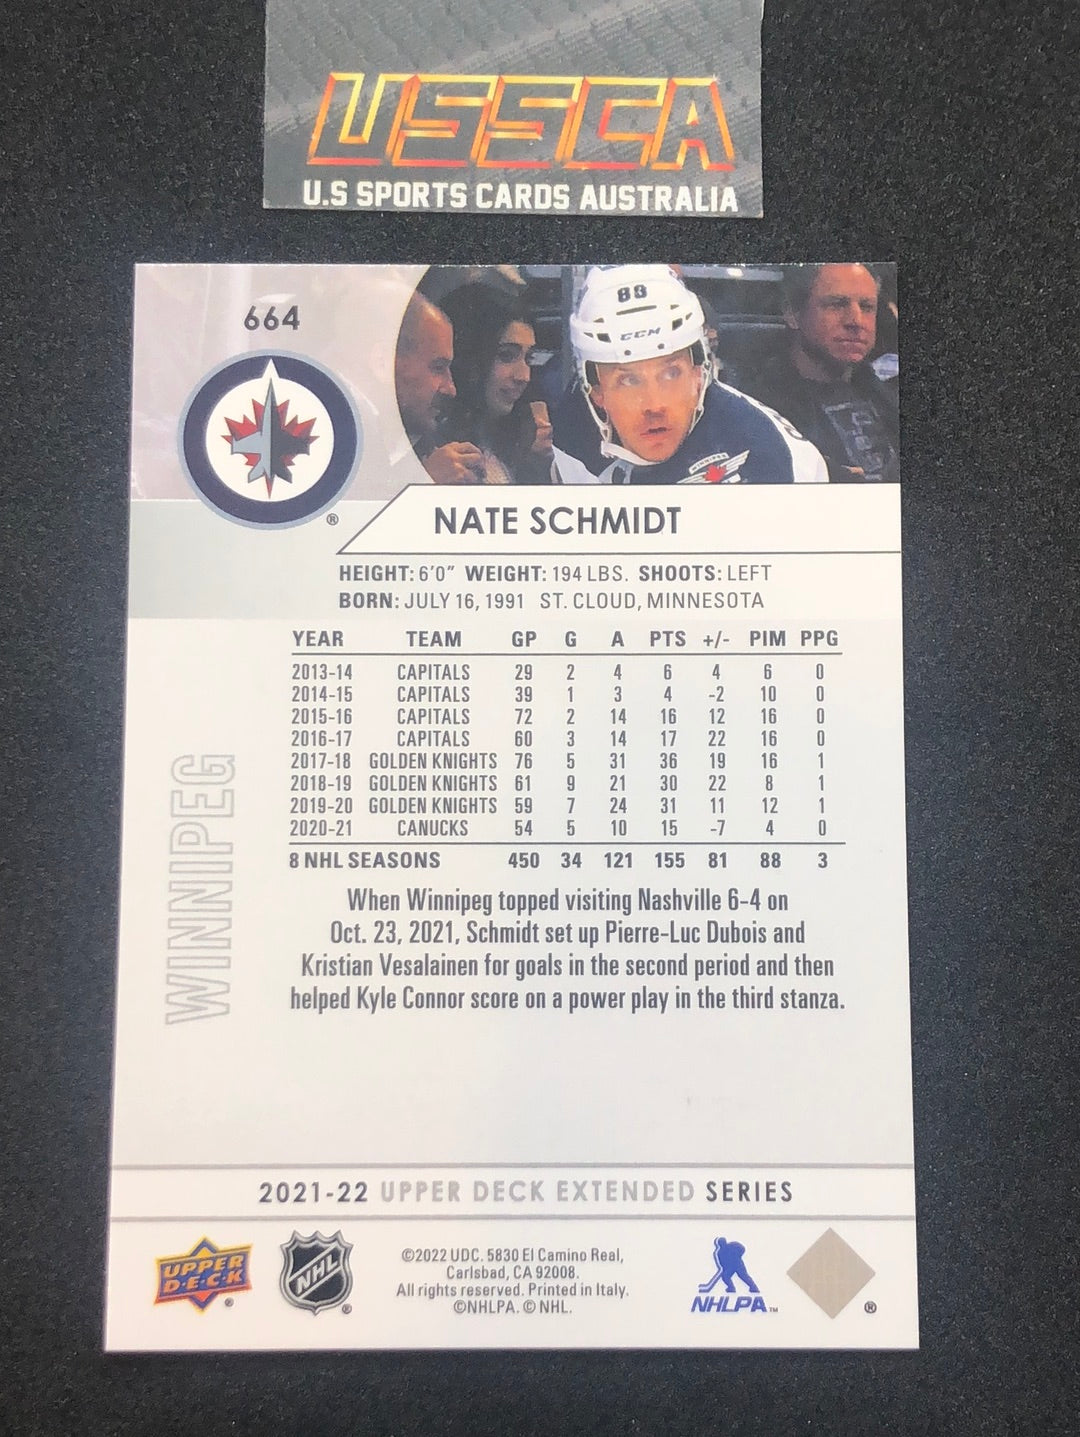 USSCA
U.S SPORTS CARDS AUSTRALIA
664
88
CCM
WINNIPEG
®
NATE SCHMIDT
HEIGHT: 6'0" WEIGHT: 194 LBS. SHOOTS: LEFT
BORN: JULY 16, 1991 ST. CLOUD, MINNESOTA
YEAR TEAM GP G A PTS +/- PIM PPG
2013-14 CAPITALS 29 2 4 6 4 6 0
2014-15 CAPITALS 39 1 3 4 -2 10 0
2015-16 CAPITALS 72 2 14 16 12 16 0
2016-17 CAPITALS 60 3 14 17 22 16 0
2017-18 GOLDEN KNIGHTS 76 5 31 36 19 16 1
2018-19 GOLDEN KNIGHTS 61 9 21 30 22 8 1
2019-20 GOLDEN KNIGHTS 59 7 24 31 11 12 1
2020-21 CANUCKS 54 5 10 15 -7 4 0
8 NHL SEASONS 450 34 121 155 81 88 3
WINNIPEG
When Winnipeg topped visiting Nashville 6-4 on
Oct. 23, 2021, Schmidt set up Pierre-Luc Dubois and
Kristian Vesalainen for goals in the second period and then
helped Kyle Connor score on a power play in the third stanza.
2021-22 UPPER DECK EXTENDED SERIES
UPPER DECK ®
NHL ®
©2022 UDC. 5830 El Camino Real,
Carlsbad, CA 92008.
All rights reserved. Printed in Italy.
©NHLPA. © NHL.
NHLPA™
®